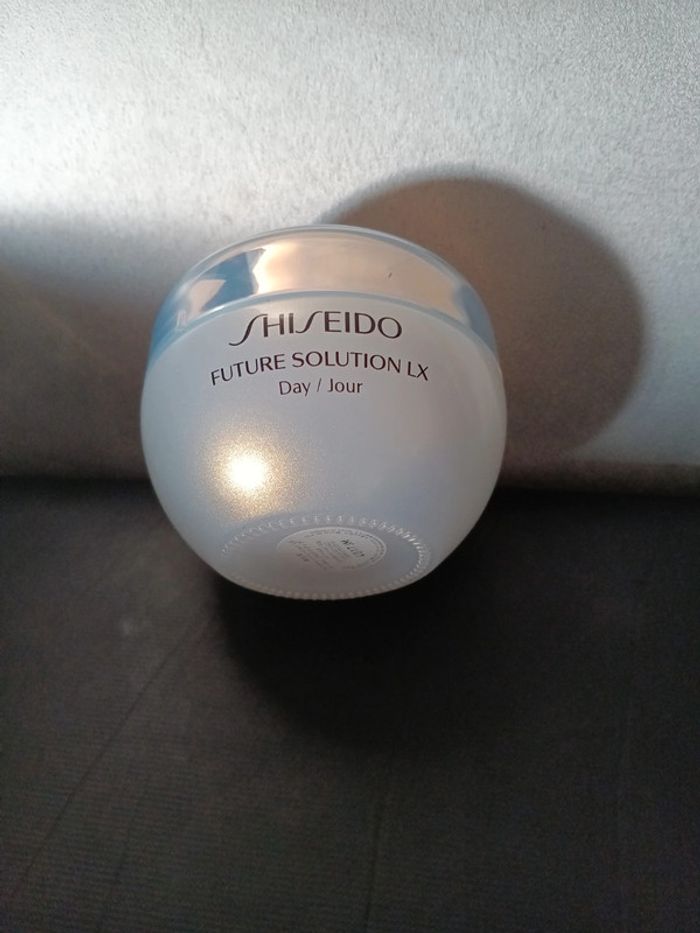 SHISEIDO
FUTURE SOLUTION LX
Day / Jour